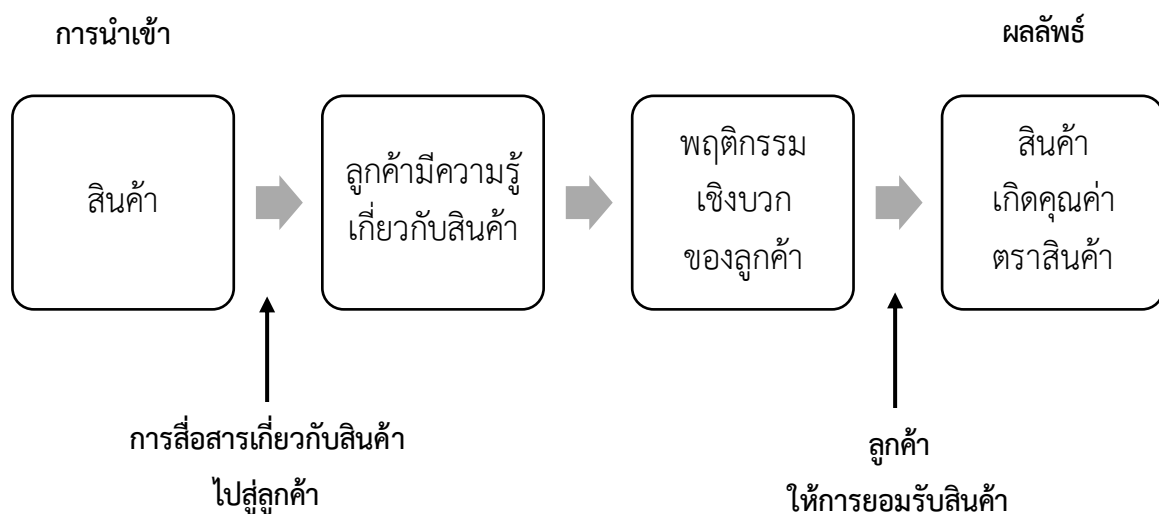 การนำเข้า
ผลลัพธ์
สินค้า
ลูกค้ามีความรู้
เกี่ยวกับสินค้า
พฤติกรรม
เชิงบวก
ของลูกค้า
สินค้า
เกิดคุณค่า
ตราสินค้า
การสื่อสารเกี่ยวกับสินค้า
ไปสู่ลูกค้า
ลูกค้า
ให้การยอมรับสินค้า